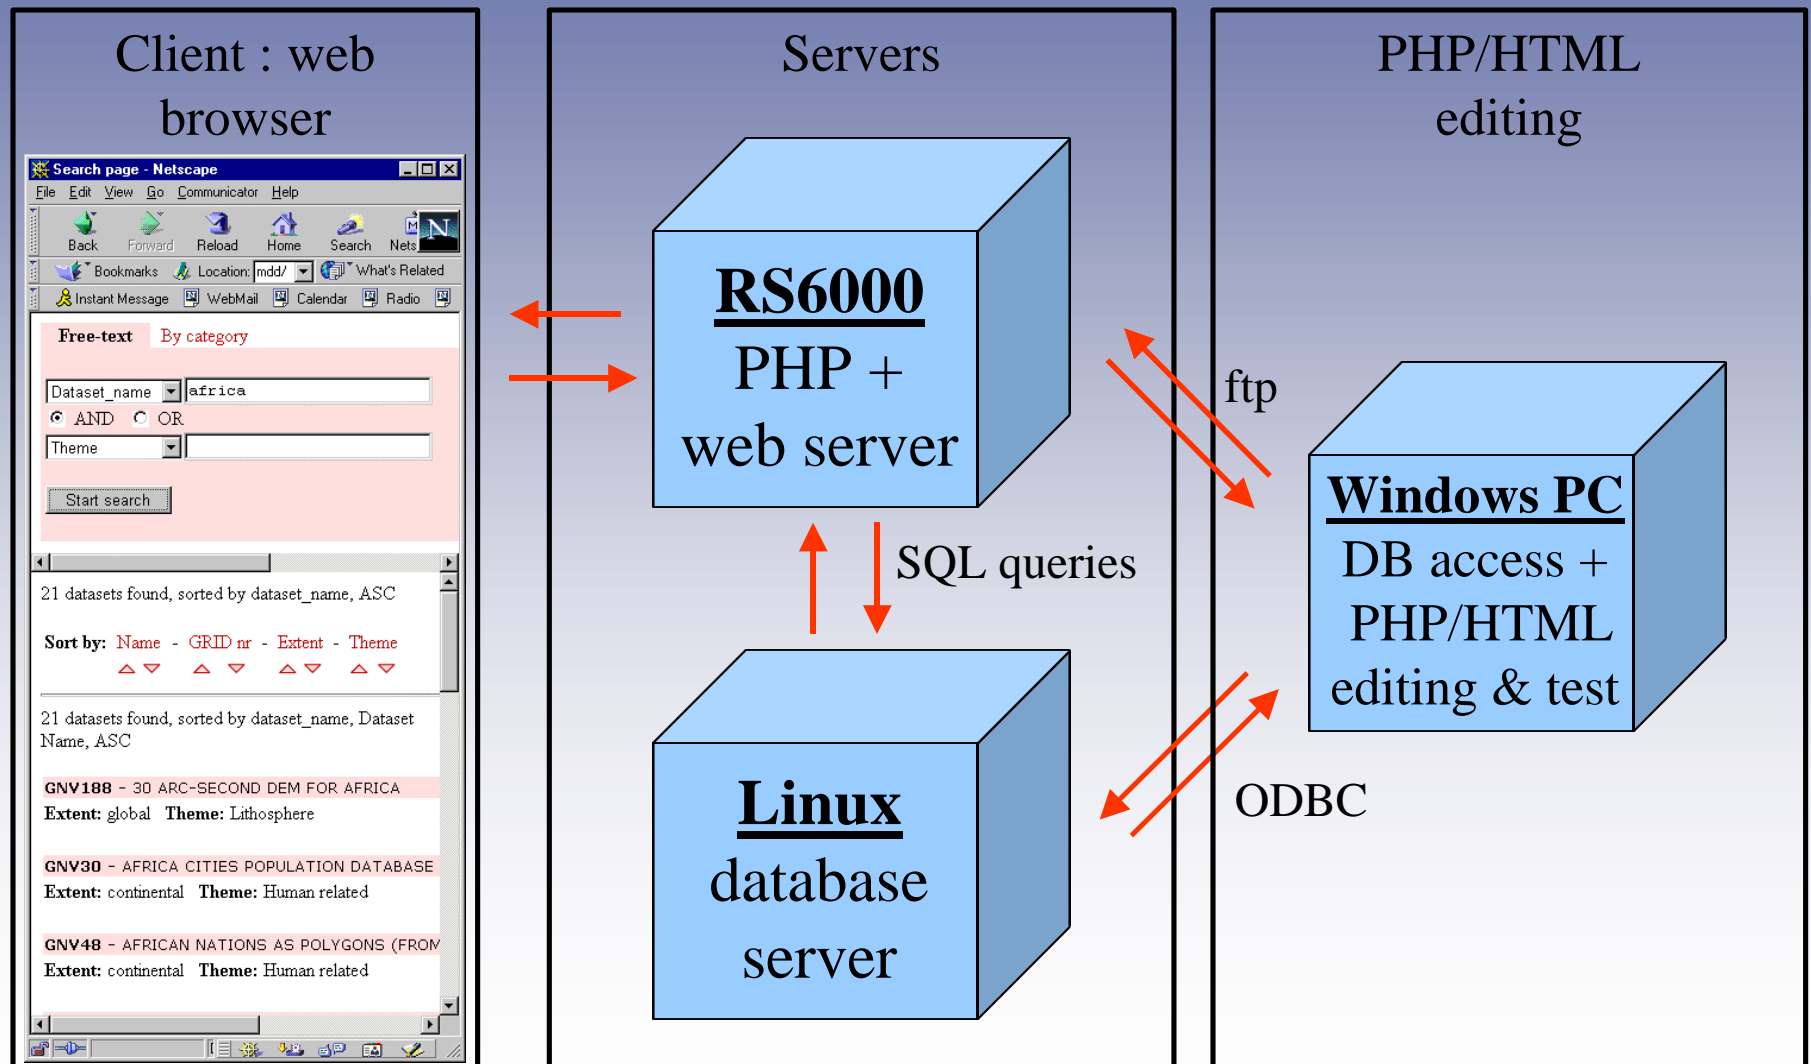 Client : web
browser
Search page - Netscape
File Edit View Go Communicator Help
Back Forward Reload Home Search Nets
N
Bookmarks Location: mdd/ What's Related
Instant Message WebMail Calendar Radio
Free-text By category
Dataset_name africa
AND OR
Theme
Start search
21 datasets found, sorted by dataset_name, ASC
Sort by: Name - GRID nr - Extent - Theme
21 datasets found, sorted by dataset_name, Dataset
Name, ASC
GNV188 - 30 ARC-SECOND DEM FOR AFRICA
Extent: global Theme: Lithosphere
GNV30 - AFRICA CITIES POPULATION DATABASE
Extent: continental Theme: Human related
GNV48 - AFRICAN NATIONS AS POLYGONS (FROM
Extent: continental Theme: Human related
Servers
RS6000
PHP +
web server
SQL queries
Linux
database
server
PHP/HTML
editing
ftp
Windows PC
DB access +
PHP/HTML
editing & test
ODBC